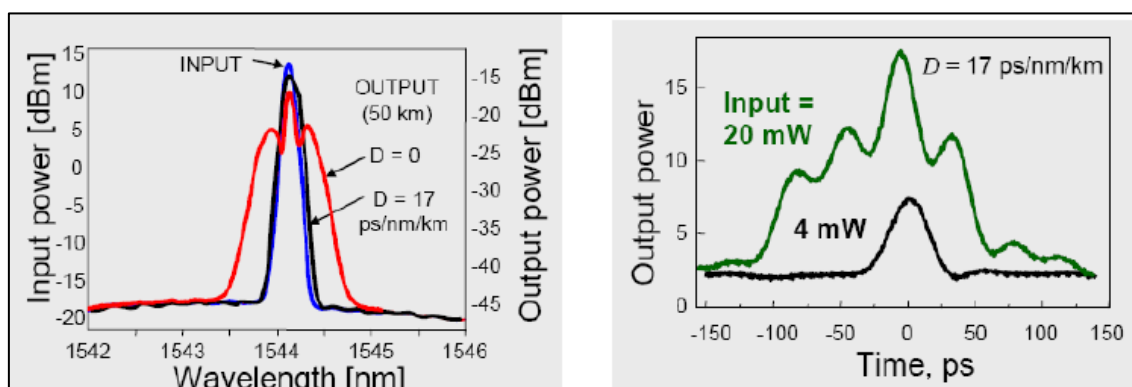 Input power [dBm]
15
10
5
0
-5
-10
-15
-20
INPUT
OUTPUT
(50 km)
D = 0
D = 17
ps/nm/km
-15
-20
-25
-30
-35
-40
-45
Output power [dBm]
1542
1543
1544
1545
1546
Wavelength [nm]
Output power
15
10
5
0
D = 17 ps/nm/km
Input =
20 mW
4 mW
-150
-100
-50
0
50
100
150
Time, ps